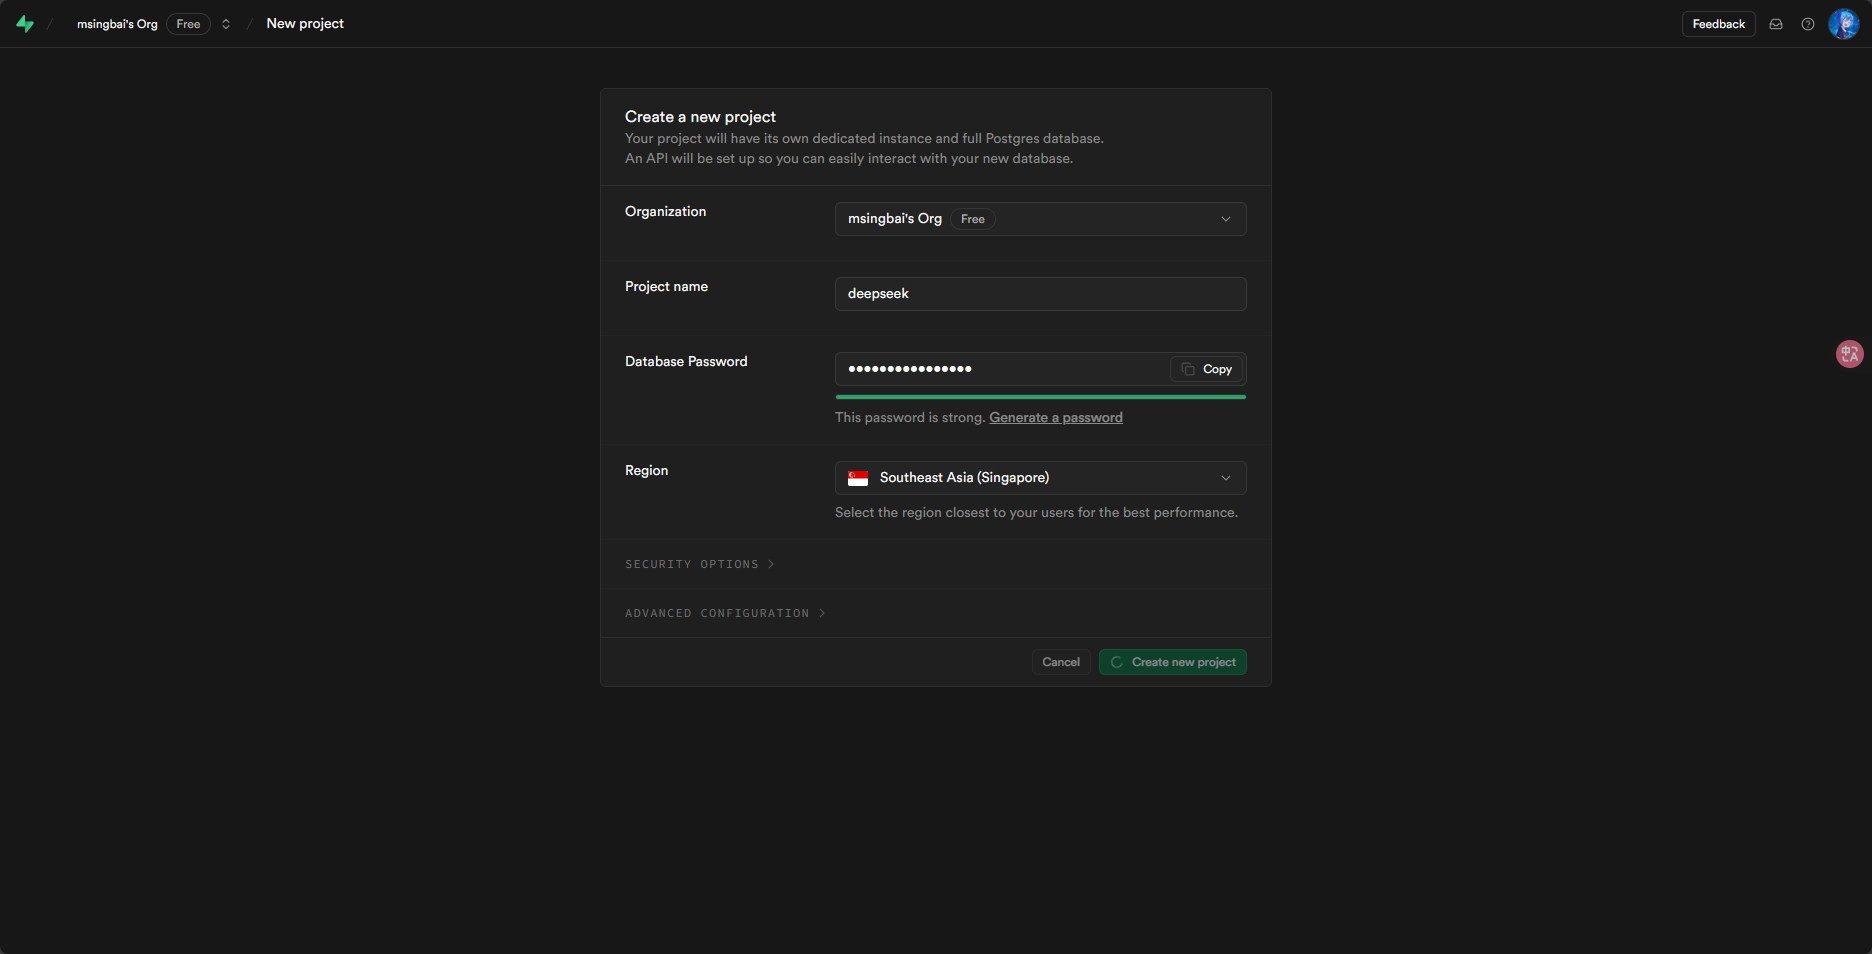 msingbai's Org Free New project Feedback
Create a new project
Your project will have its own dedicated instance and full Postgres database.
An API will be set up so you can easily interact with your new database.
Organization
msingbai's Org Free
Project name
deepseek
Database Password
Copy
This password is strong. Generate a password
Region
Southeast Asia (Singapore)
Select the region closest to your users for the best performance.
SECURITY OPTIONS
ADVANCED CONFIGURATION
Cancel Create new project
中A